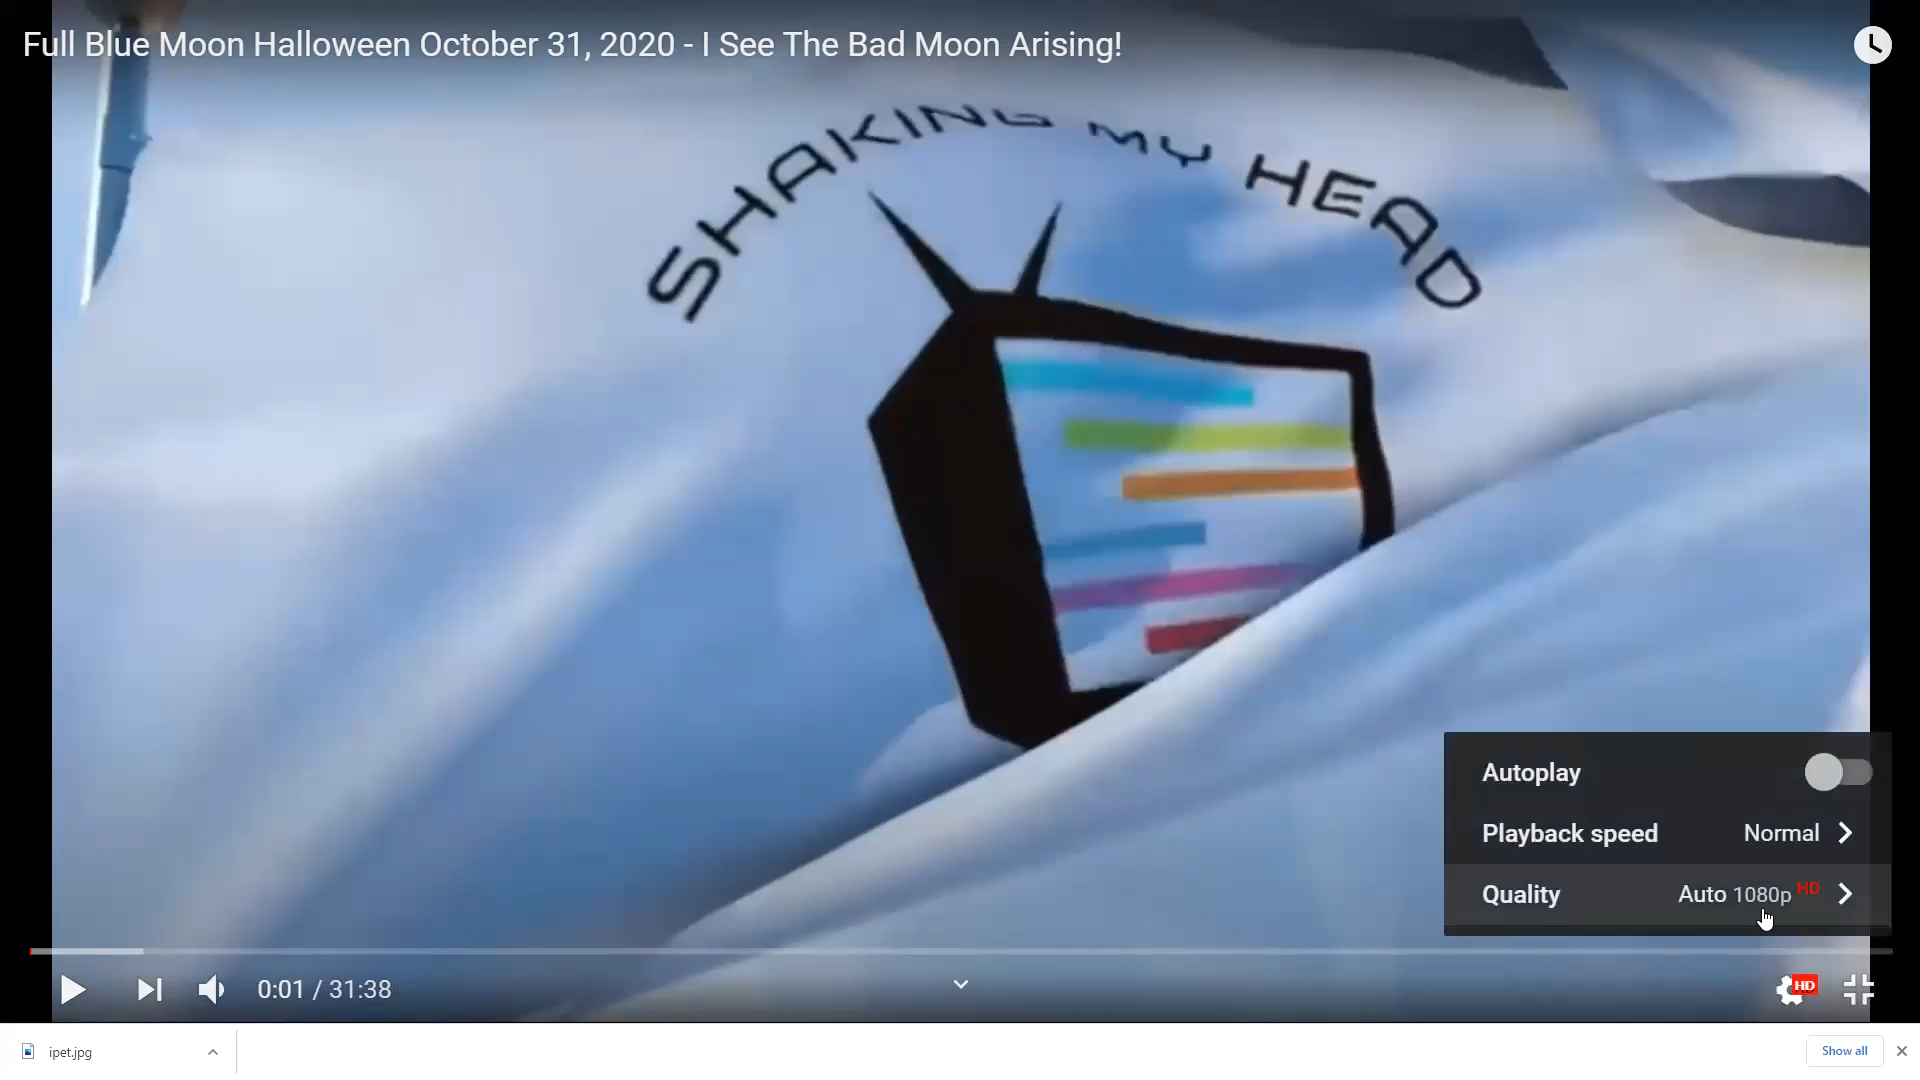 Full Blue Moon Halloween October 31, 2020 - I See The Bad Moon Arising!
SHAKING MY HEAD
Autoplay
Playback speed Normal
Quality Auto 1080p HD
0:01 / 31:38
HD
ipet.jpg
Show all